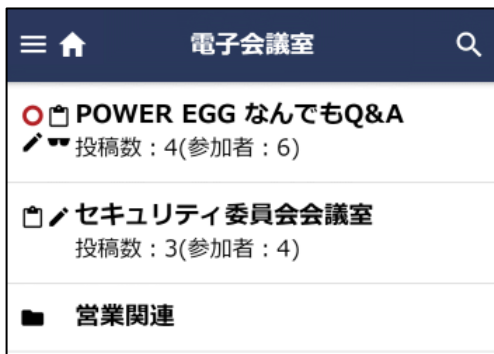 電子会議室
POWER EGG なんでもQ&A
投稿数：4(参加者：6)
セキュリティ委員会会議室
投稿数：3(参加者：4)
営業関連